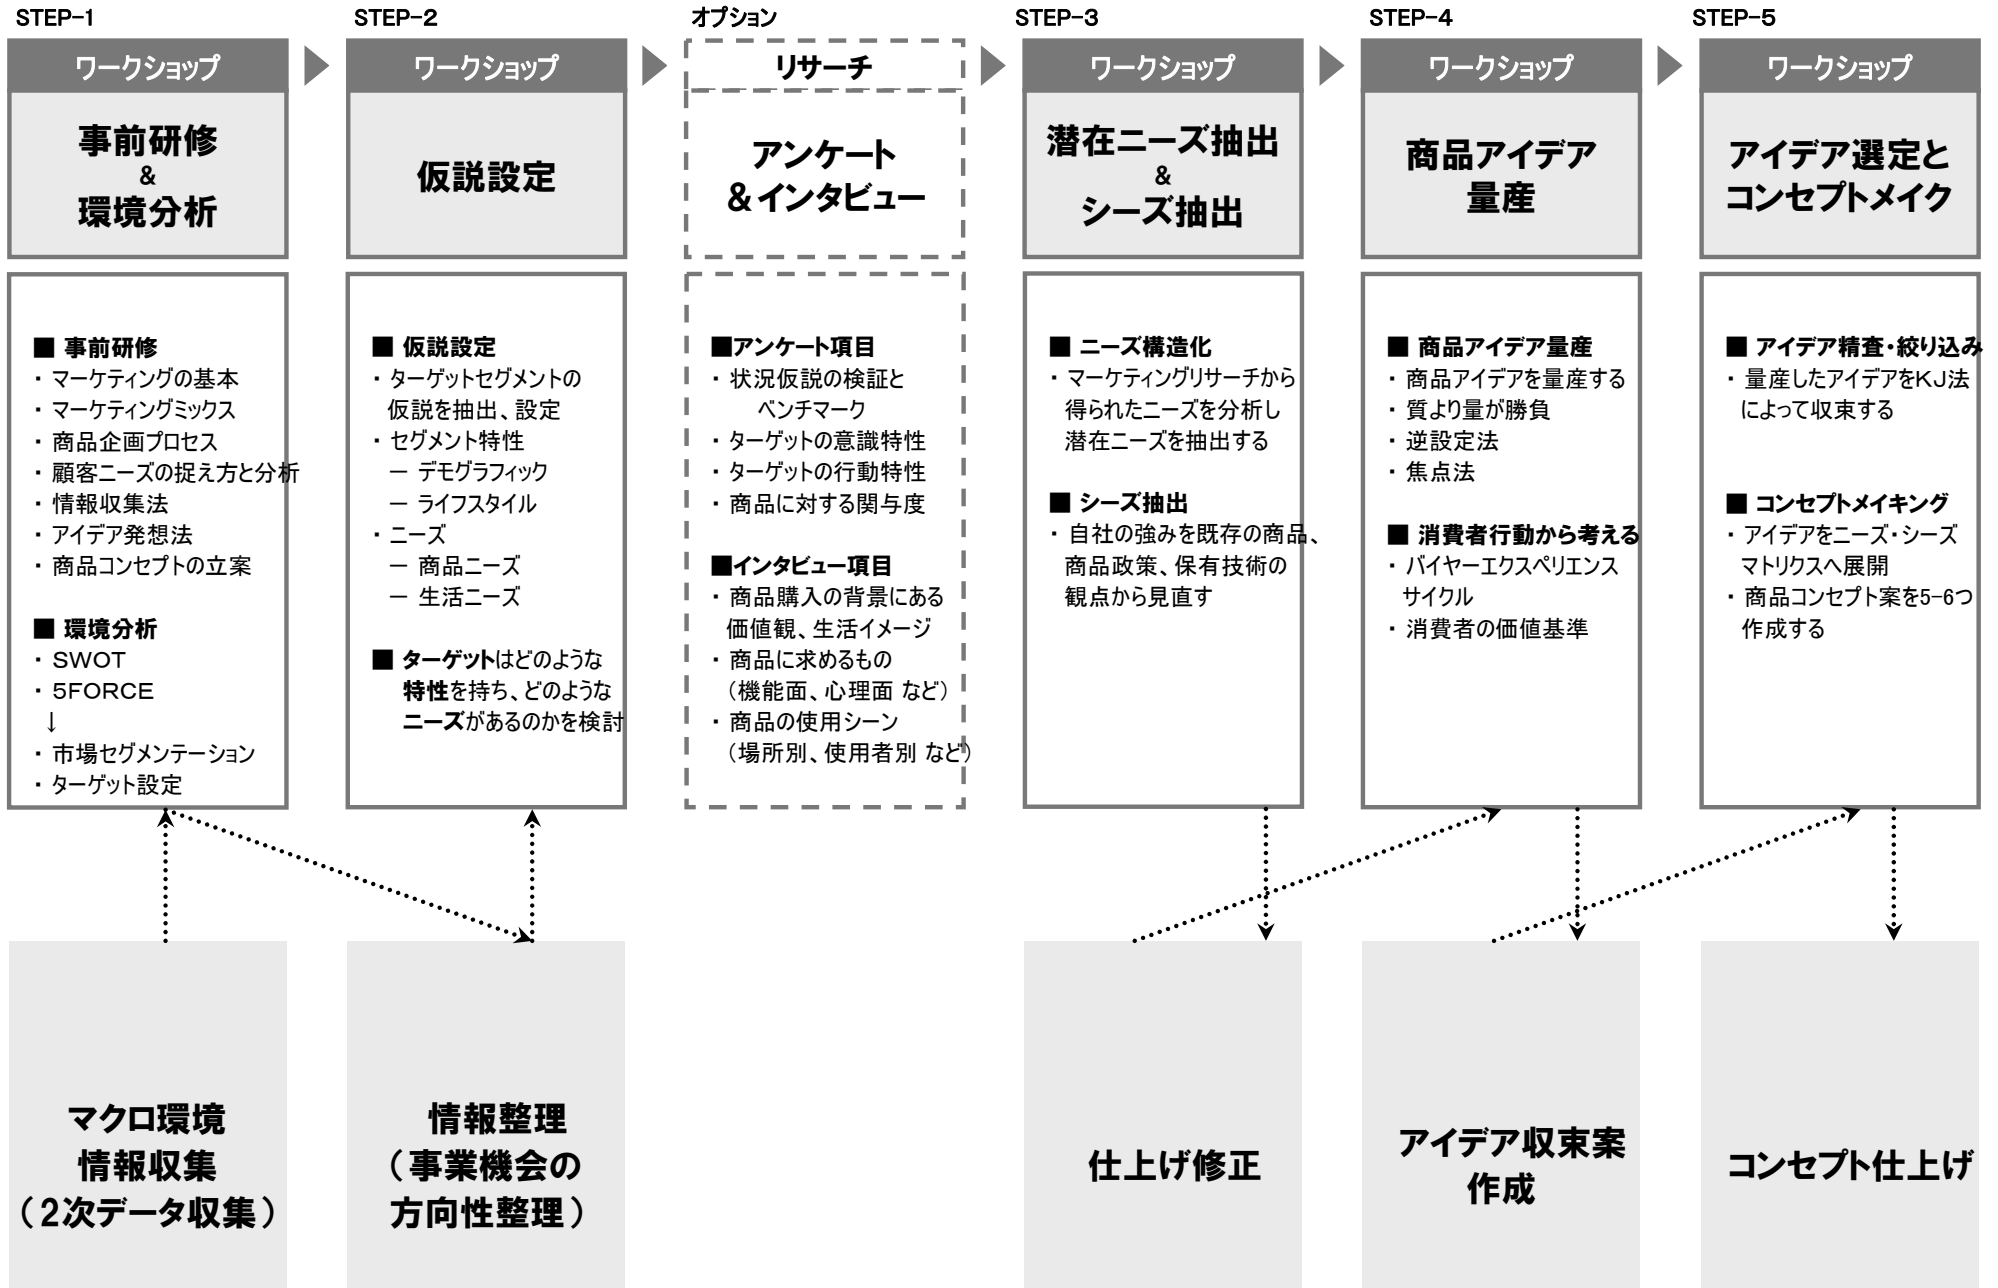 STEP-1
ワークショップ
事前研修
&
環境分析
■ 事前研修
・ マーケティングの基本
・ マーケティングミックス
・ 商品企画プロセス
・ 顧客ニーズの捉え方と分析
・ 情報収集法
・ アイデア発想法
・ 商品コンセプトの立案
■ 環境分析
・ SWOT
・ 5FORCE
↓
・ 市場セグメンテーション
・ ターゲット設定
マクロ環境
情報収集
（2次データ収集）
STEP-2
ワークショップ
仮説設定
■ 仮説設定
・ ターゲットセグメントの
仮説を抽出、設定
・ セグメント特性
－ デモグラフィック
－ ライフスタイル
・ ニーズ
－ 商品ニーズ
－ 生活ニーズ
■ ターゲットはどのような
特性を持ち、どのような
ニーズがあるのかを検討
情報整理
（事業機会の
方向性整理）
オプション
リサーチ
アンケート
＆インタビュー
■アンケート項目
・ 状況仮説の検証と
ベンチマーク
・ ターゲットの意識特性
・ ターゲットの行動特性
・ 商品に対する関与度
■インタビュー項目
・ 商品購入の背景にある
価値観、生活イメージ
・ 商品に求めるもの
（機能面、心理面 など）
・ 商品の使用シーン
（場所別、使用者別 など）
STEP-3
ワークショップ
潜在ニーズ抽出
&
シーズ抽出
■ ニーズ構造化
・ マーケティングリサーチから
得られたニーズを分析し
潜在ニーズを抽出する
■ シーズ抽出
・ 自社の強みを既存の商品、
商品政策、保有技術の
観点から見直す
仕上げ修正
STEP-4
ワークショップ
商品アイデア
量産
■ 商品アイデア量産
・ 商品アイデアを量産する
・ 質より量が勝負
・ 逆設定法
・ 焦点法
■ 消費者行動から考える
・ バイヤーエクスペリエンス
サイクル
・ 消費者の価値基準
アイデア収束案
作成
STEP-5
ワークショップ
アイデア選定と
コンセプトメイク
■ アイデア精査・絞り込み
・ 量産したアイデアをKJ法
によって収束する
■ コンセプトメイキング
・ アイデアをニーズ・シーズ
マトリクスへ展開
・ 商品コンセプト案を5-6つ
作成する
コンセプト仕上げ